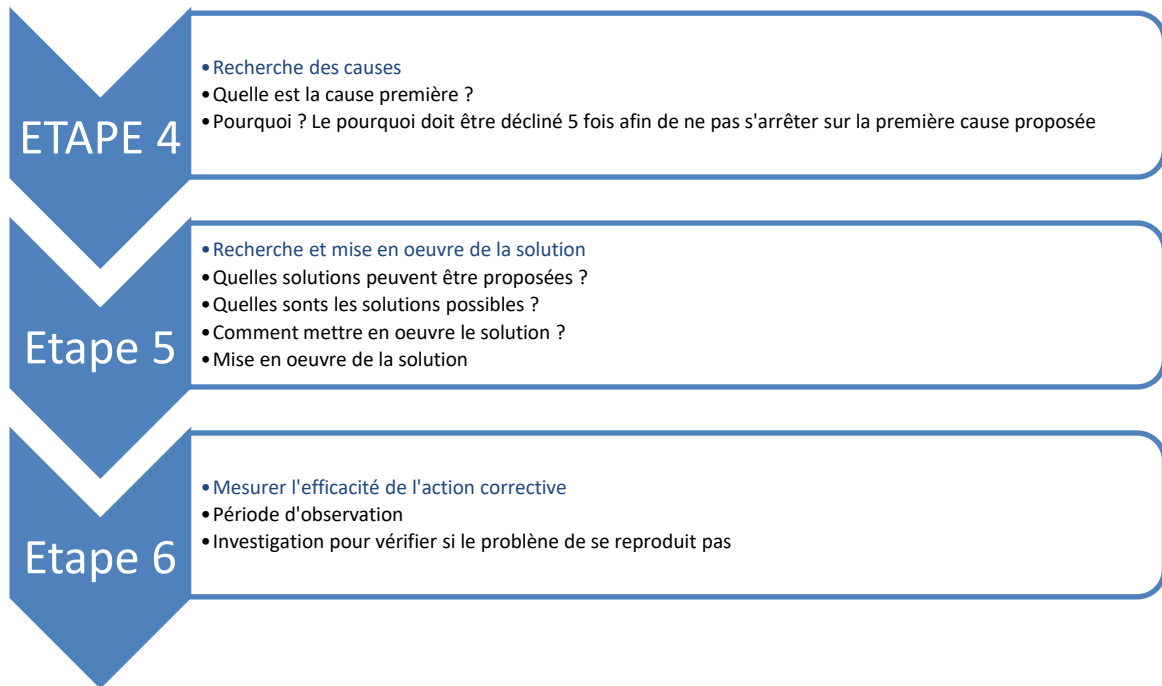 ETAPE 4
•Recherche des causes
•Quelle est la cause première ?
•Pourquoi ? Le pourquoi doit être décliné 5 fois afin de ne pas s'arrêter sur la première cause proposée
Etape 5
•Recherche et mise en oeuvre de la solution
•Quelles solutions peuvent être proposées ?
•Quelles sonts les solutions possibles ?
•Comment mettre en oeuvre le solution ?
•Mise en oeuvre de la solution
Etape 6
•Mesurer l'efficacité de l'action corrective
•Période d'observation
•Investigation pour vérifier si le problène de se reproduit pas